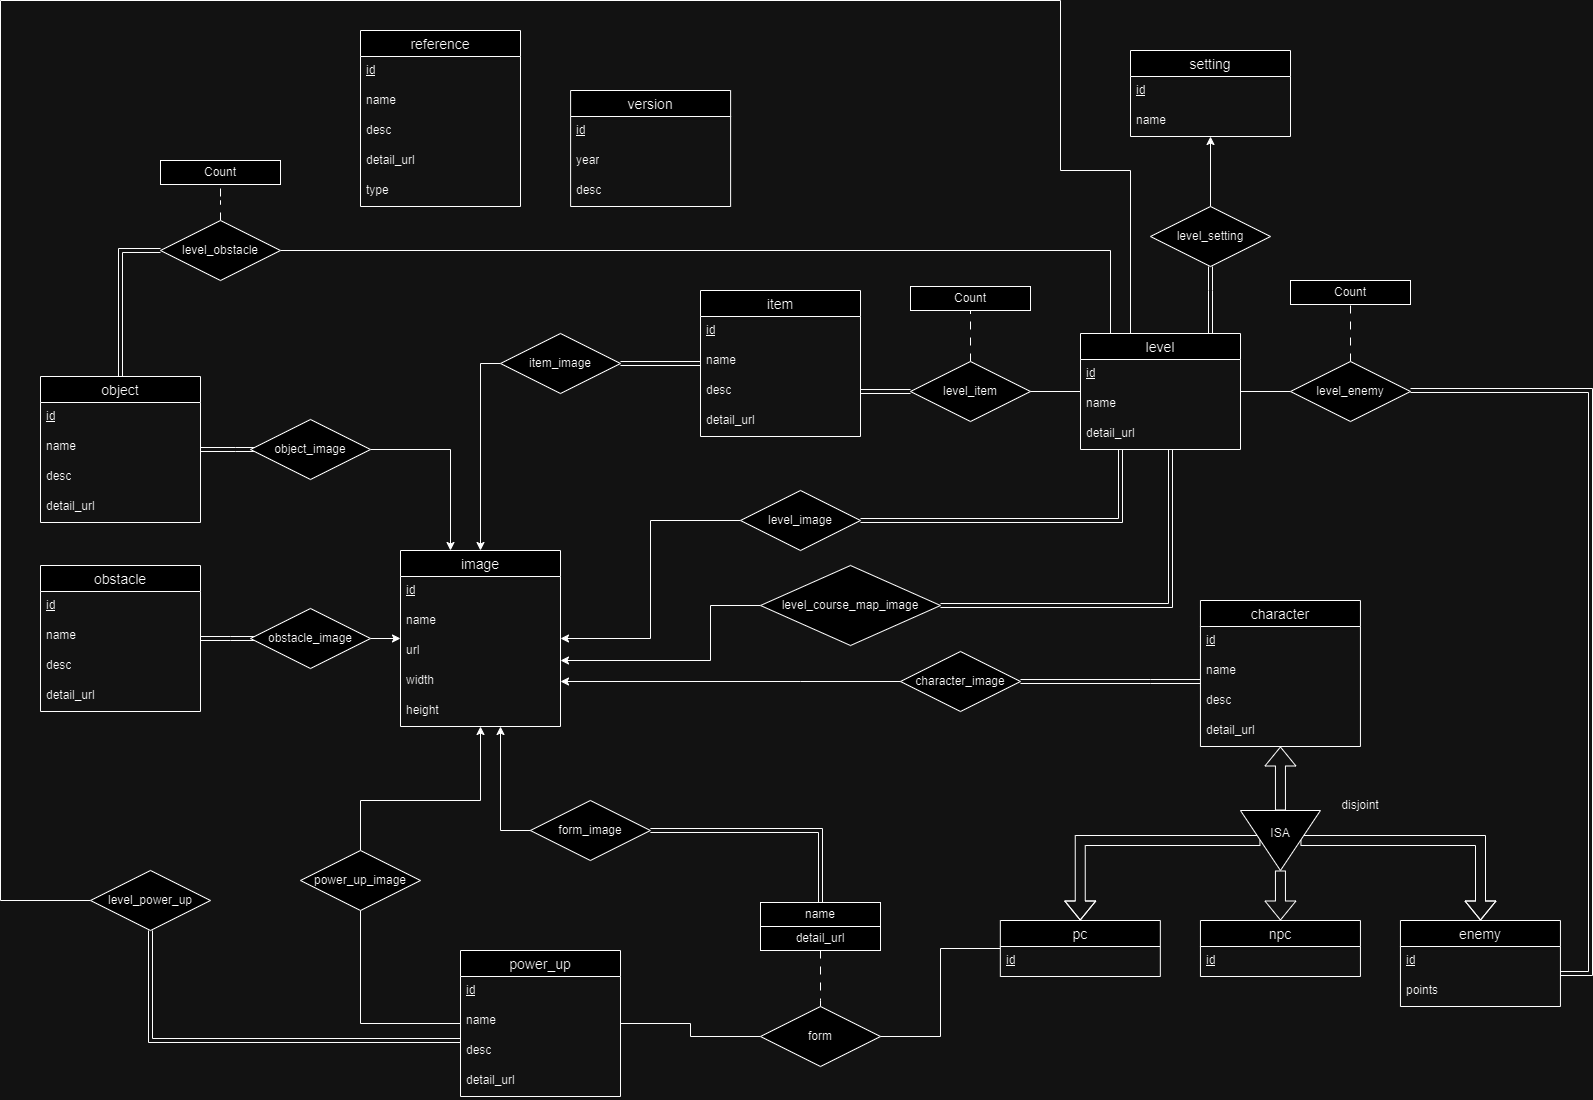 reference
id
name
desc
detail_url
type
version
id
year
desc
setting
id
name
Count
level_obstacle
level_setting
item
id
name
desc
detail_url
Count
Count
item_image
level_item
level
id
name
detail_url
level_enemy
object
id
name
desc
detail_url
object_image
level_image
obstacle
id
name
desc
detail_url
obstacle_image
image
id
name
url
width
height
level_course_map_image
character_image
character
id
name
desc
detail_url
disjoint
ISA
form_image
power_up_image
level_power_up
name
detail_url
pc
id
npc
id
enemy
id
points
power_up
id
name
desc
detail_url
form